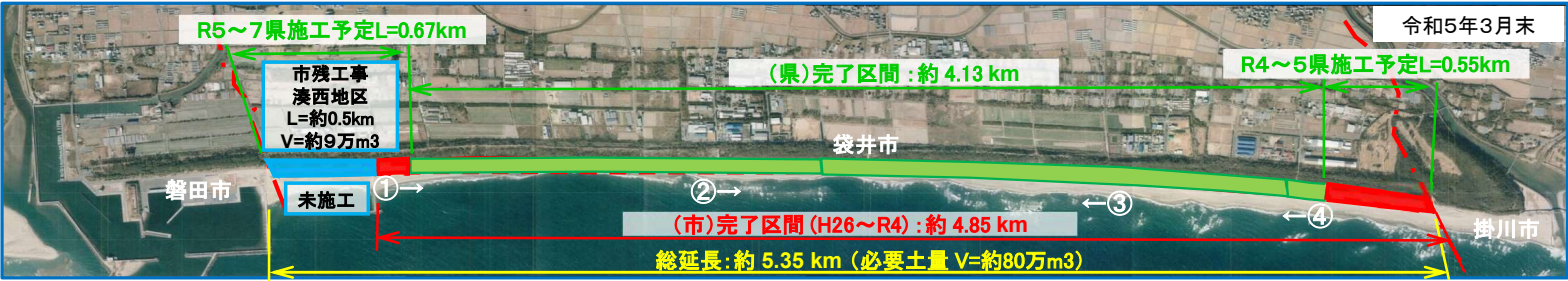 令和5年3月末
R5～7県施工予定L=0.67km
(県)完了区間：約 4.13 km
R4～5県施工予定L=0.55km
市残工事
湊西地区
L=約0.5km
V=約9万m3
袋井市
磐田市
未施工
①→
②→
←③
←④
掛川市
(市)完了区間(H26～R4)：約 4.85 km
総延長：約 5.35 km (必要土量 V=約80万m3)